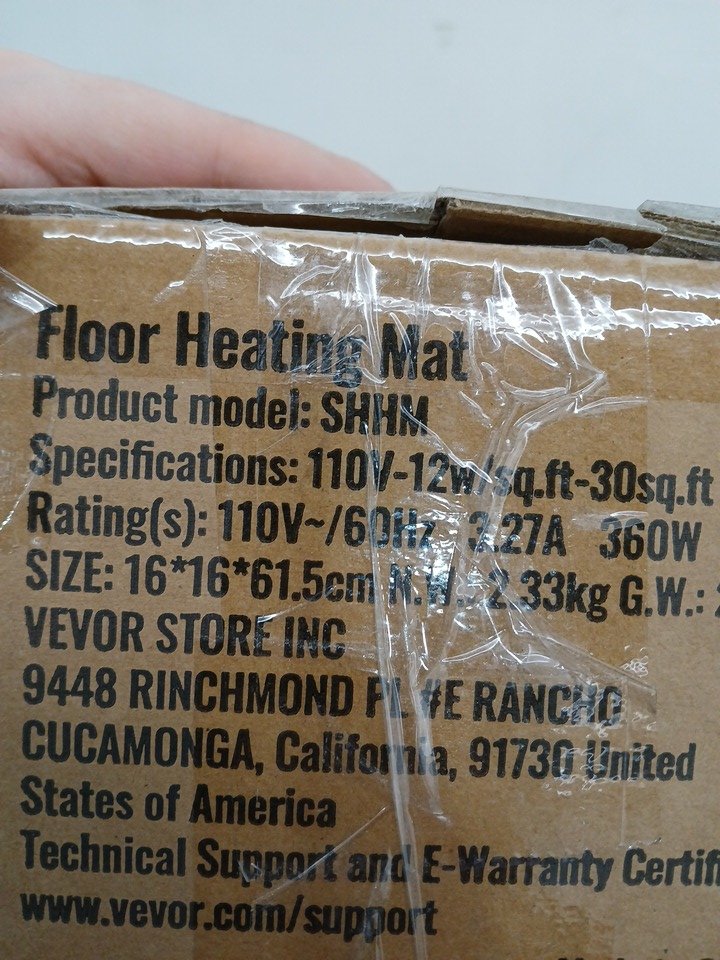 Floor Heating Mat
Product model: SHHM
Specifications: 110V-12w/sq.ft-30sq.ft
Rating(s): 110V~/60Hz 3.27A 360W
SIZE: 16*16*61.5cm N.W.: 2.33kg G.W.:
VEVOR STORE INC
9448 RINCHMOND PL #E RANCHO
CUCAMONGA, California, 91730 United
States of America
Technical Support and E-Warranty Certifi
www.vevor.com/support